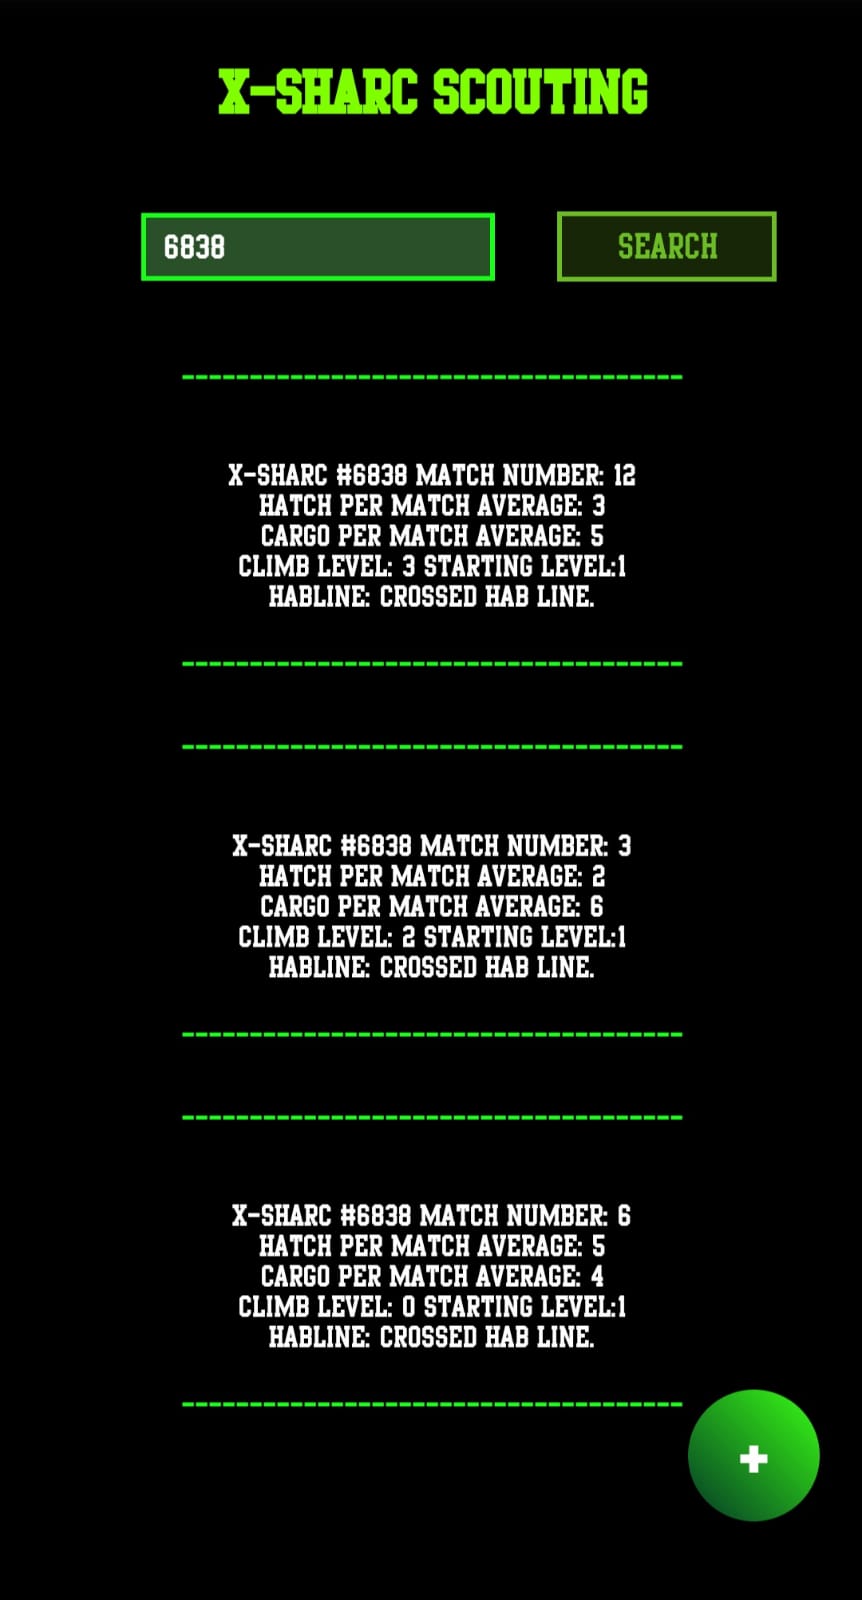 X-SHARC SCOUTING
6838
SEARCH
-------------------------------------
X-SHARC #6838 MATCH NUMBER: 12
HATCH PER MATCH AVERAGE: 3
CARGO PER MATCH AVERAGE: 5
CLIMB LEVEL: 3 STARTING LEVEL:1
HABLINE: CROSSED HAB LINE.
-------------------------------------
-------------------------------------
X-SHARC #6838 MATCH NUMBER: 3
HATCH PER MATCH AVERAGE: 2
CARGO PER MATCH AVERAGE: 6
CLIMB LEVEL: 2 STARTING LEVEL:1
HABLINE: CROSSED HAB LINE.
-------------------------------------
-------------------------------------
X-SHARC #6838 MATCH NUMBER: 6
HATCH PER MATCH AVERAGE: 5
CARGO PER MATCH AVERAGE: 4
CLIMB LEVEL: 0 STARTING LEVEL:1
HABLINE: CROSSED HAB LINE.
-------------------------------------
+